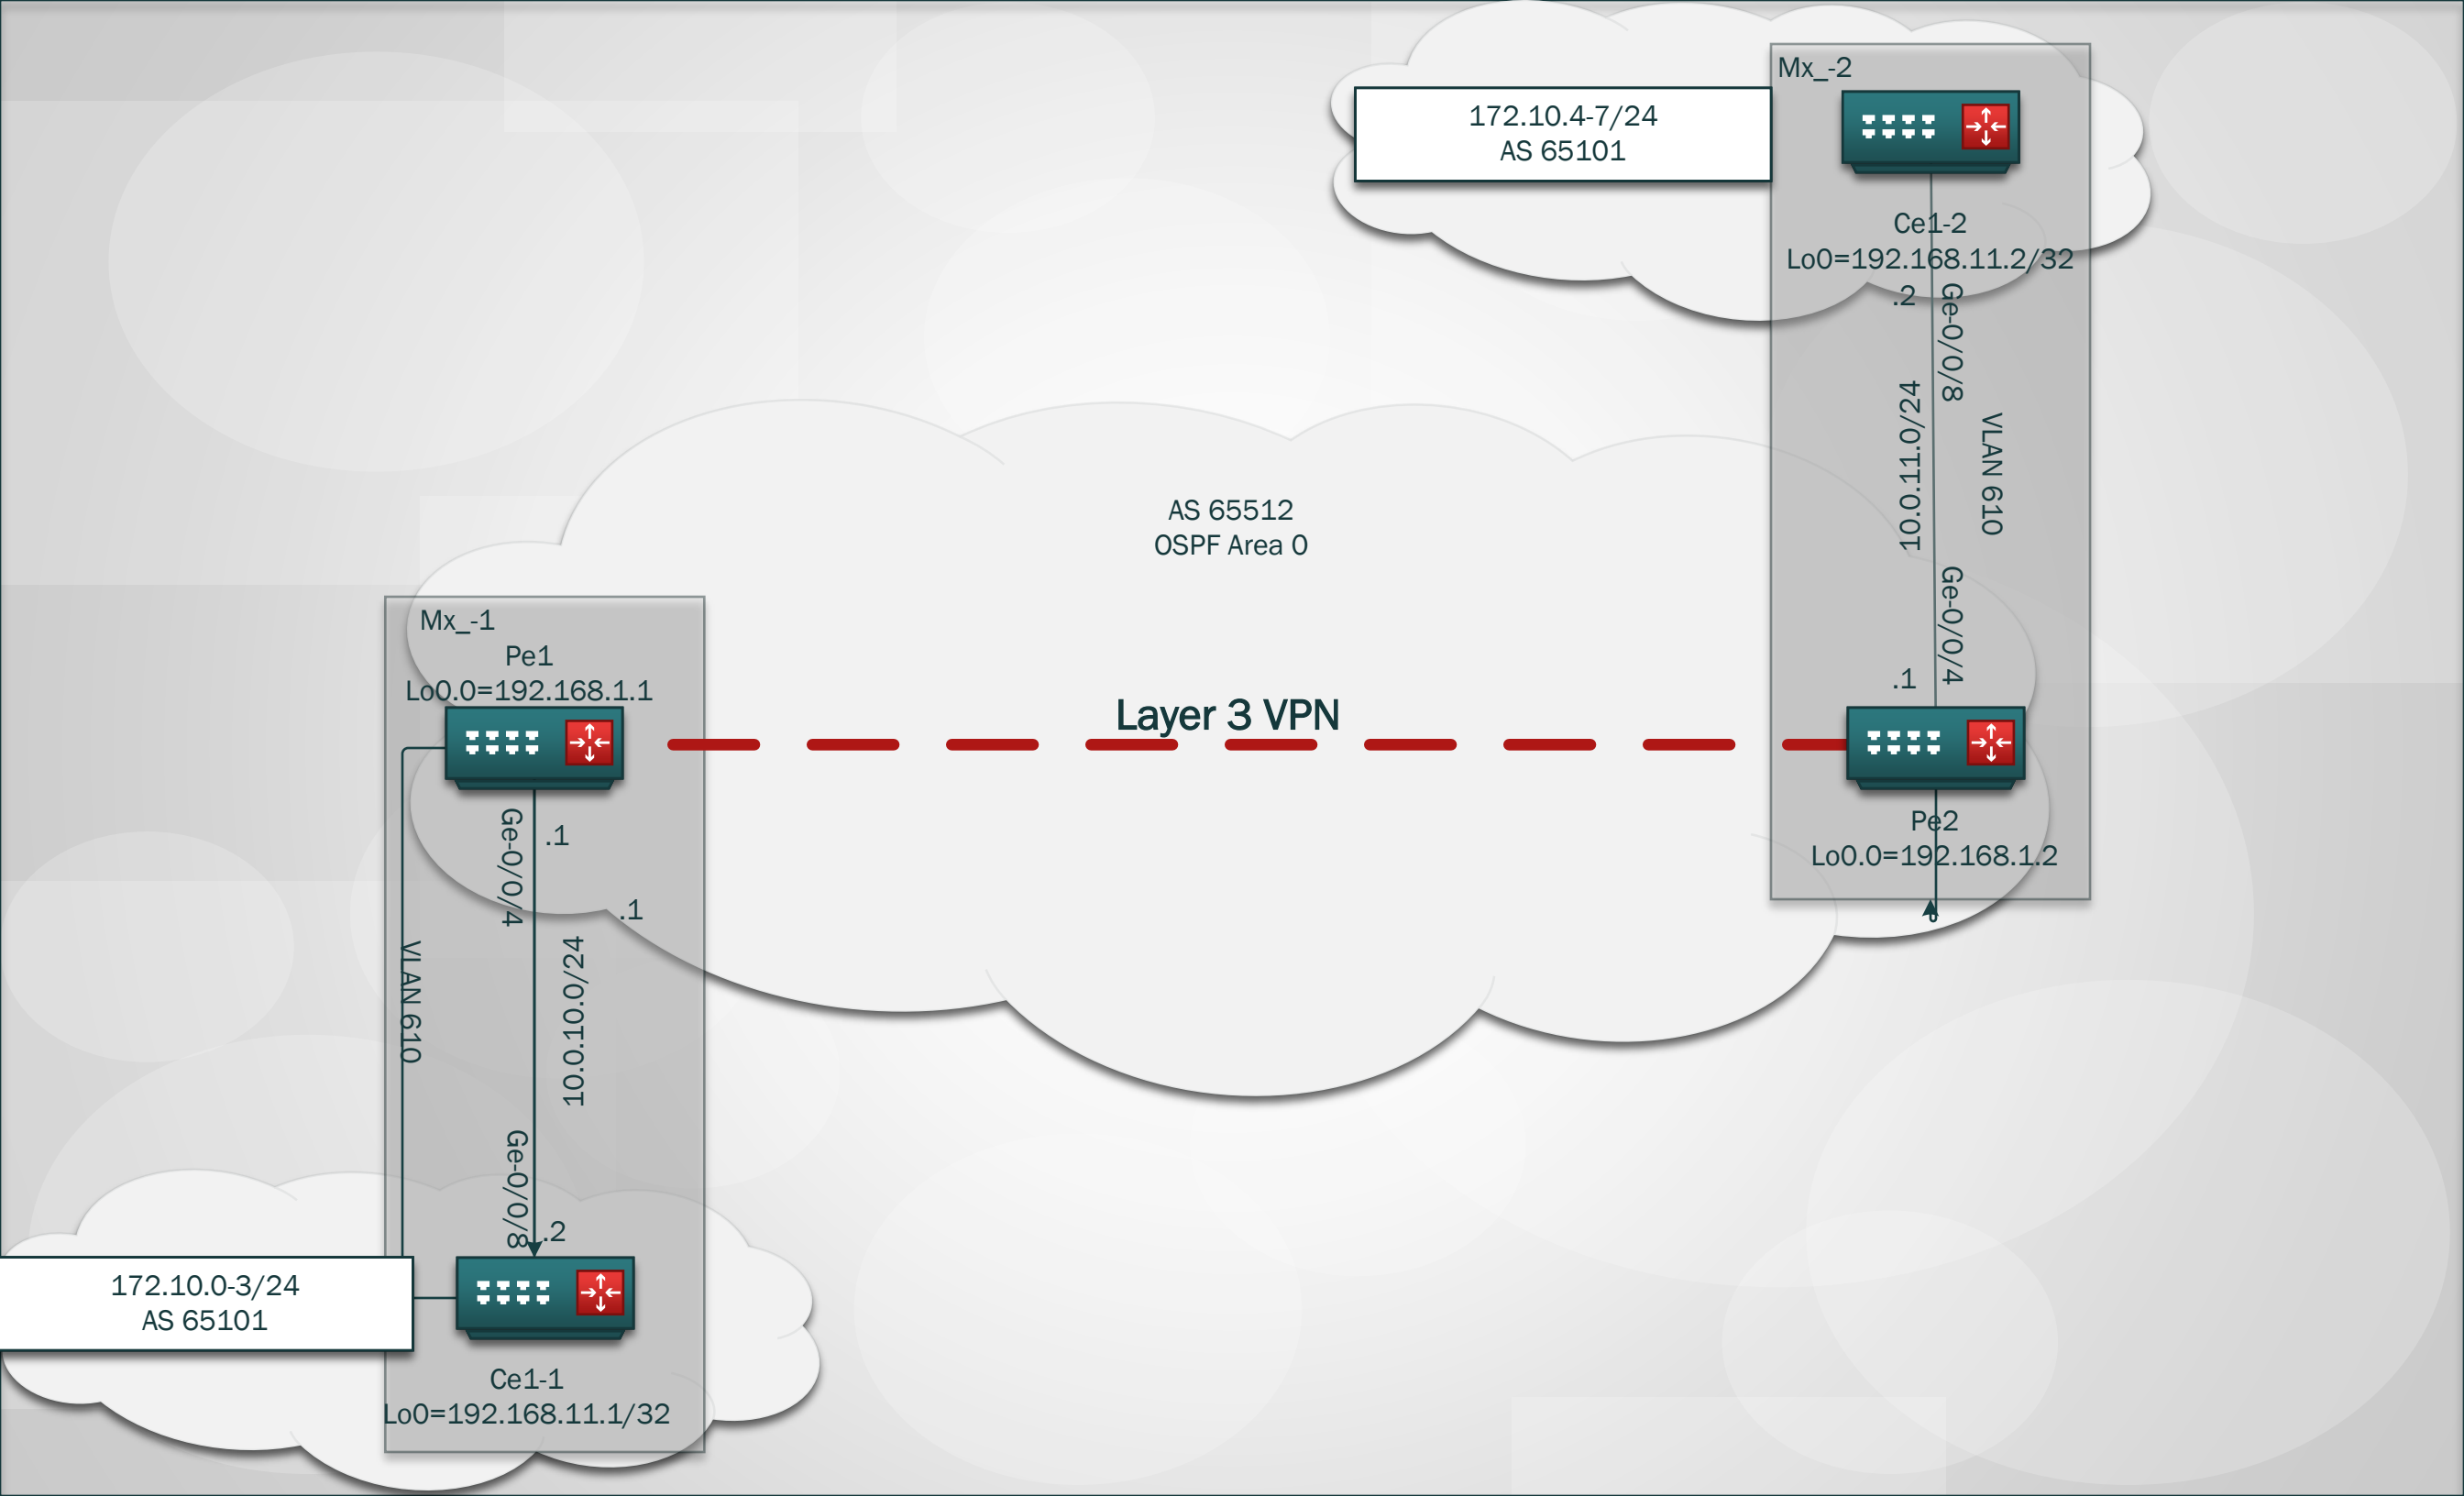 Mx_-2
172.10.4-7/24
AS 65101
Ce1-2
Lo0=192.168.11.2/32
.2
Ge-0/0/8
10.0.11.0/24
VLAN 610
Ge-0/0/4
.1
AS 65512
OSPF Area 0
Mx_-1
Pe1
Lo0.0=192.168.1.1
Layer 3 VPN
Pe2
Lo0.0=192.168.1.2
Ge-0/0/4
.1
.1
VLAN 610
10.0.10.0/24
Ge-0/0/8
.2
172.10.0-3/24
AS 65101
Ce1-1
Lo0=192.168.11.1/32